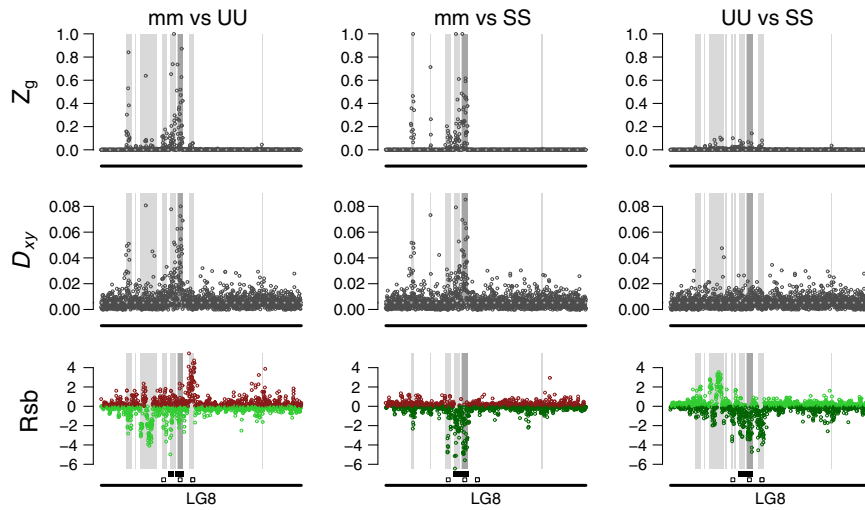 mm vs UU mm vs SS UU vs SS
Z_g
1.0 1.0 1.0
0.8 0.8 0.8
0.6 0.6 0.6
0.4 0.4 0.4
0.2 0.2 0.2
0.0 0.0 0.0
D_xy
0.08 0.08 0.08
0.06 0.06 0.06
0.04 0.04 0.04
0.02 0.02 0.02
0.00 0.00 0.00
Rsb
4 4 4
2 2 2
0 0 0
−2 −2 −2
−4 −4 −4
−6 −6 −6
LG8 LG8 LG8